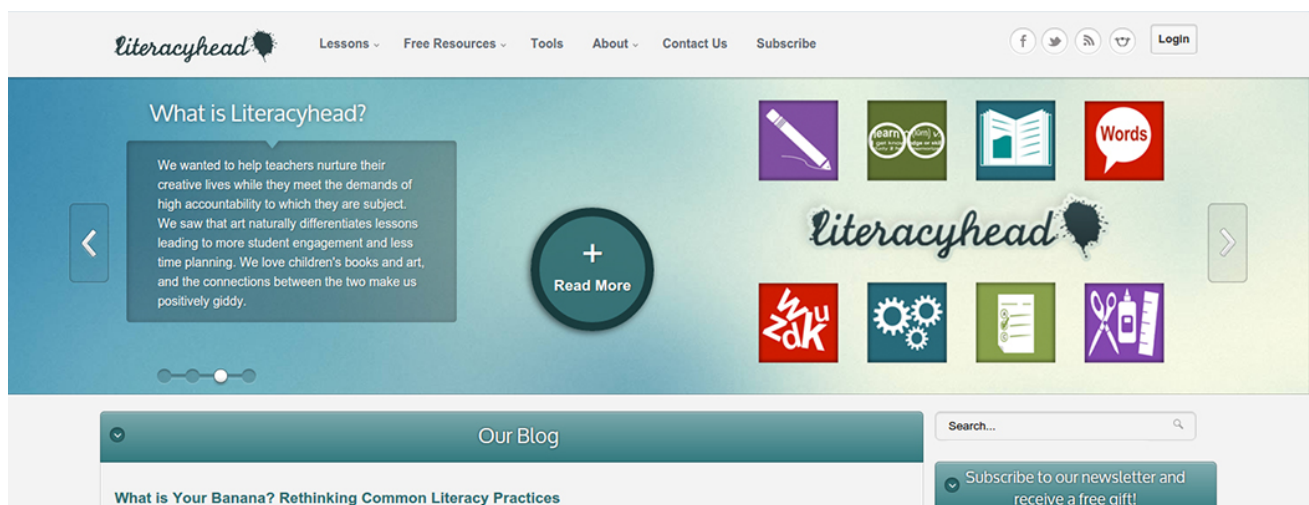 literacyhead
Lessons
Free Resources
Tools
About
Contact Us
Subscribe
Login
What is Literacyhead?
We wanted to help teachers nurture their
creative lives while they meet the demands of
high accountability to which they are subject.
We saw that art naturally differentiates lessons
leading to more student engagement and less
time planning. We love children's books and art,
and the connections between the two make us
positively giddy.
+
Read More
learn
Words
literacyhead
W u
z d K
Our Blog
Search...
What is Your Banana? Rethinking Common Literacy Practices
Subscribe to our newsletter and
receive a free gift!